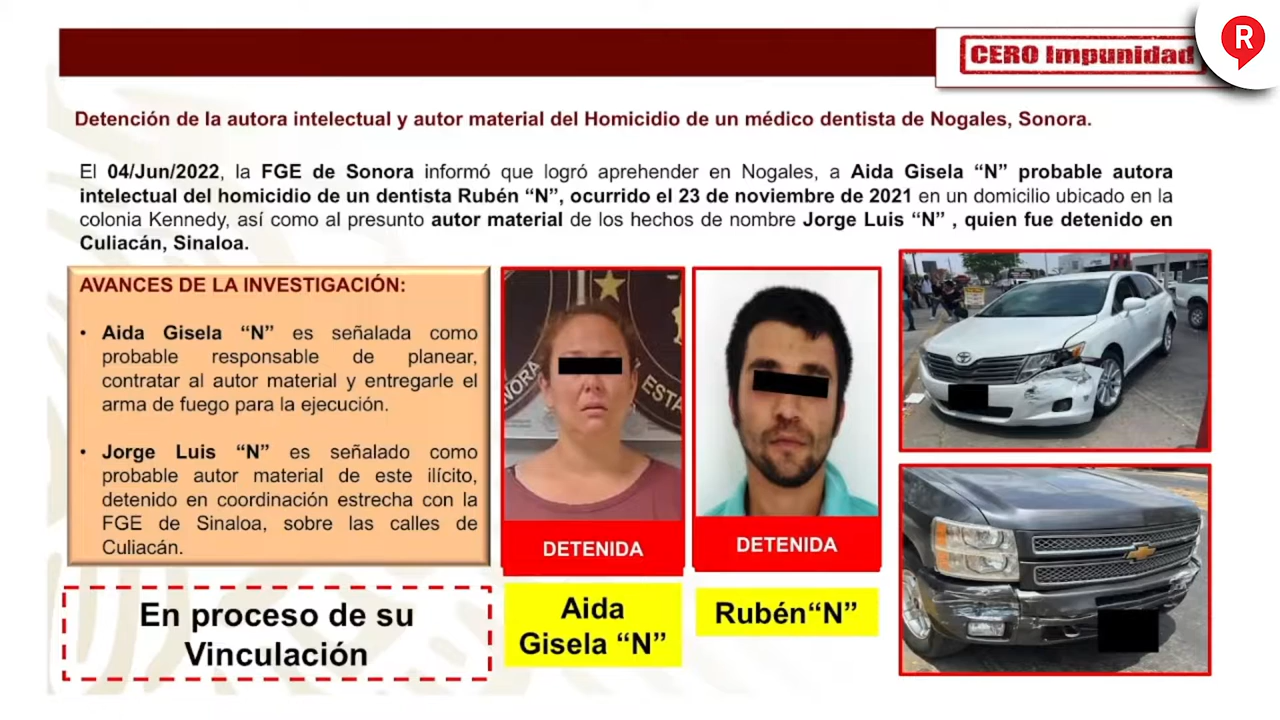 CERO Impunidad
R
Detención de la autora intelectual y autor material del Homicidio de un médico dentista de Nogales, Sonora.
El 04/Jun/2022, la FGE de Sonora informó que logró aprehender en Nogales, a Aida Gisela “N” probable autora
intelectual del homicidio de un dentista Rubén “N”, ocurrido el 23 de noviembre de 2021 en un domicilio ubicado en la
colonia Kennedy, así como al presunto autor material de los hechos de nombre Jorge Luis “N” , quien fue detenido en
Culiacán, Sinaloa.
AVANCES DE LA INVESTIGACIÓN:
• Aida Gisela “N” es señalada como
probable responsable de planear,
contratar al autor material y entregarle el
arma de fuego para la ejecución.
• Jorge Luis “N” es señalado como
probable autor material de este ilícito,
detenido en coordinación estrecha con la
FGE de Sinaloa, sobre las calles de
Culiacán.
En proceso de su
Vinculación
NORA
ESTA
DETENIDA
Aida
Gisela “N”
DETENIDA
Rubén“N”